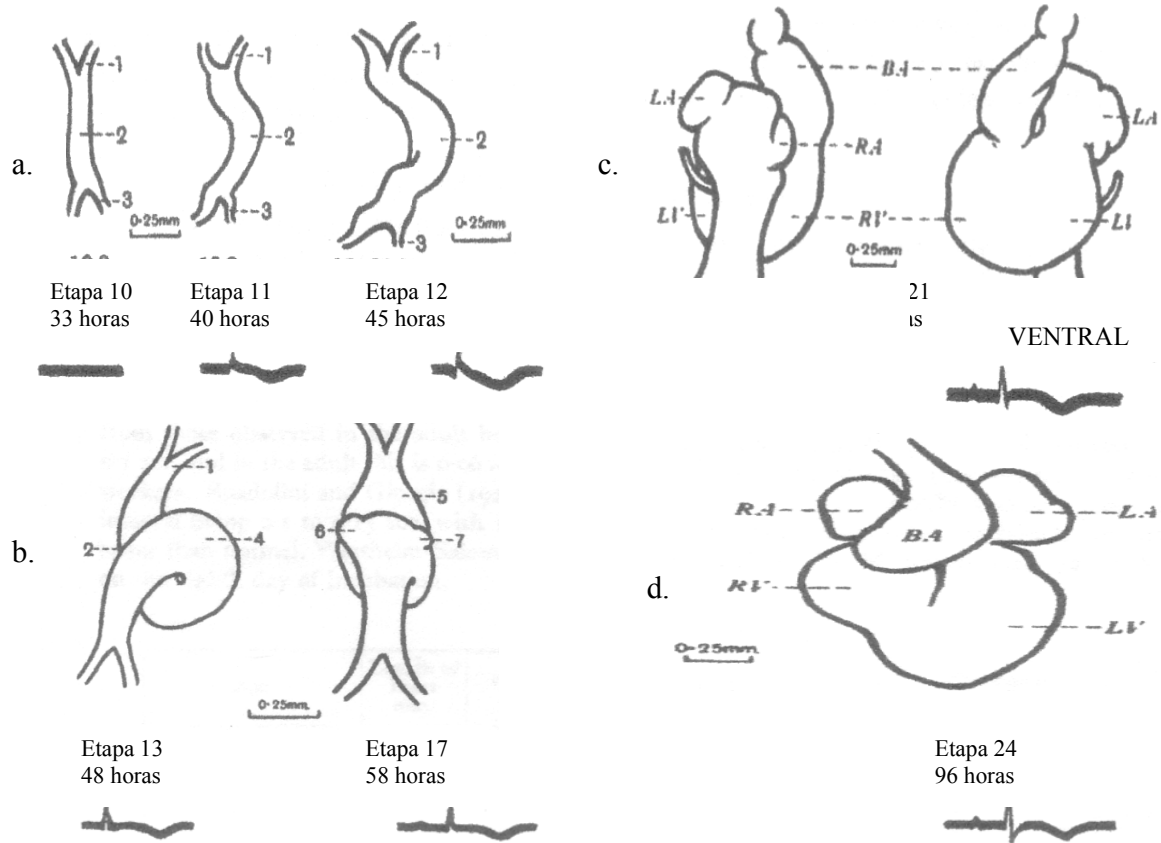 a.
1
2
3
0·25mm
1
2
3
1
2
3
0·25mm
Etapa 10
33 horas
Etapa 11
40 horas
Etapa 12
45 horas
c.
BA
LA
LA
RA
LV
RV
LV
0·25mm
21
VENTRAL
b.
1
2
4
5
6
7
0·25mm.
Etapa 13
48 horas
Etapa 17
58 horas
d.
RA
LA
BA
RV
LV
0·25mm.
Etapa 24
96 horas